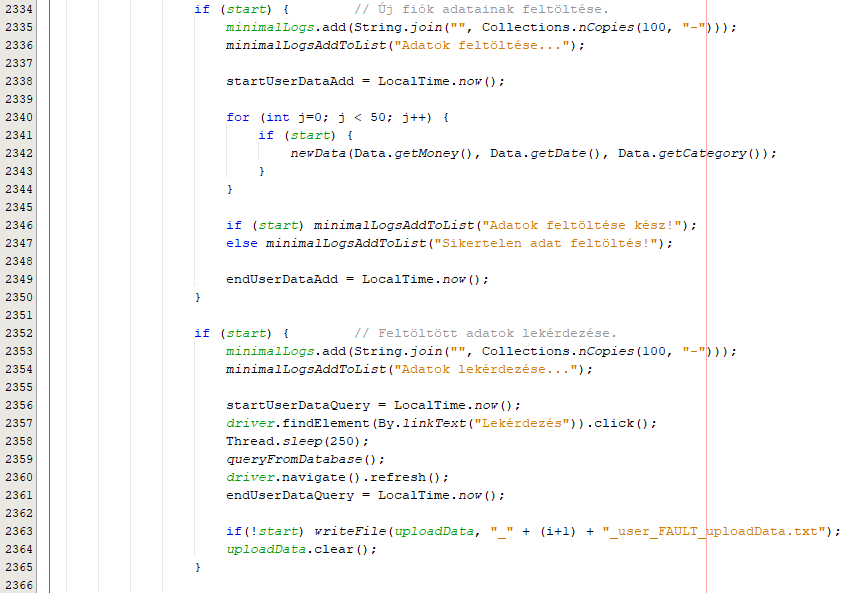 2334 if (start) { // Új fiók adatainak feltöltése.
2335 minimalLogs.add(String.join("", Collections.nCopies(100, "-")));
2336 minimalLogsAddToList("Adatok feltöltése...");
2337
2338 startUserDataAdd = LocalTime.now();
2339
2340 for (int j=0; j < 50; j++) {
2341 if (start) {
2342 newData(Data.getMoney(), Data.getDate(), Data.getCategory());
2343 }
2344 }
2345
2346 if (start) minimalLogsAddToList("Adatok feltöltése kész!");
2347 else minimalLogsAddToList("Sikertelen adat feltöltés!");
2348
2349 endUserDataAdd = LocalTime.now();
2350 }
2351
2352 if (start) { // Feltöltött adatok lekérdezése.
2353 minimalLogs.add(String.join("", Collections.nCopies(100, "-")));
2354 minimalLogsAddToList("Adatok lekérdezése...");
2355
2356 startUserDataQuery = LocalTime.now();
2357 driver.findElement(By.linkText("Lekérdezés")).click();
2358 Thread.sleep(250);
2359 queryFromDatabase();
2360 driver.navigate().refresh();
2361 endUserDataQuery = LocalTime.now();
2362
2363 if(!start) writeFile(uploadData, "_" + (i+1) + "_user_FAULT_uploadData.txt");
2364 uploadData.clear();
2365 }
2366